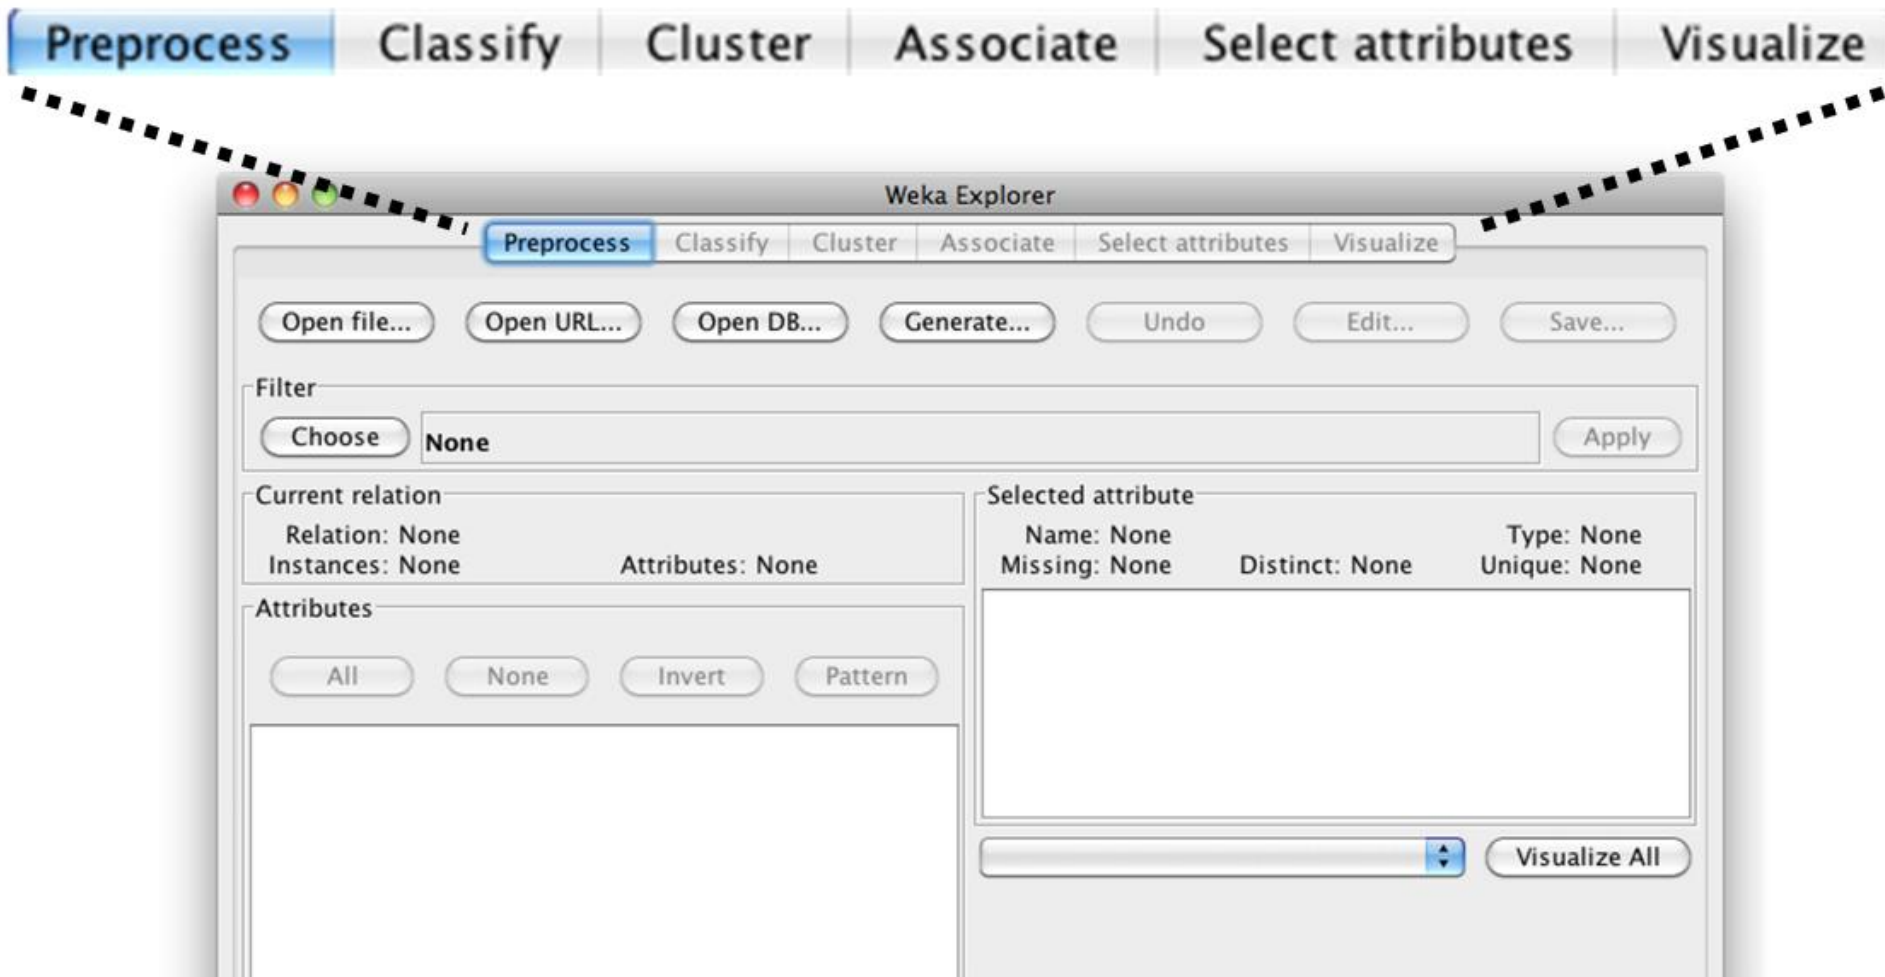 Preprocess Classify Cluster Associate Select attributes Visualize
Weka Explorer
Preprocess Classify Cluster Associate Select attributes Visualize
Open file... Open URL... Open DB... Generate... Undo Edit... Save...
Filter
Choose None Apply
Current relation
Relation: None
Instances: None Attributes: None
Selected attribute
Name: None Type: None
Missing: None Distinct: None Unique: None
Attributes
All None Invert Pattern
Visualize All